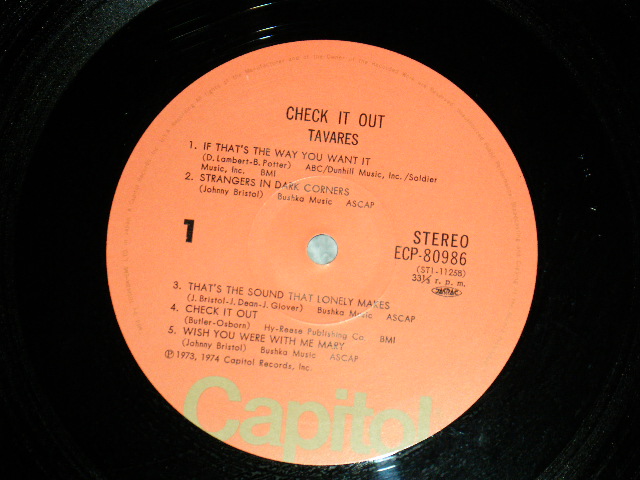 CHECK IT OUT
TAVARES
1. IF THAT'S THE WAY YOU WANT IT
(D. Lambert-B. Potter) ABC/Dunhill Music, Inc./Soldier
Music, Inc. BMI
2. STRANGERS IN DARK CORNERS
(Johnny Bristol) Bushka Music ASCAP
1
STEREO
ECP-80986
(ST1-11258)
33⅓ r. p. m.
3. THAT'S THE SOUND THAT LONELY MAKES
(J. Bristol-J. Dean-J. Glover) Bushka Music ASCAP
4. CHECK IT OUT
(Butler-Osborn) Hy-Reese Publishing Co. BMI
5. WISH YOU WERE WITH ME MARY
(Johnny Bristol) Bushka Music ASCAP
Ⓟ 1973, 1974 Capitol Records, Inc.
Capitol